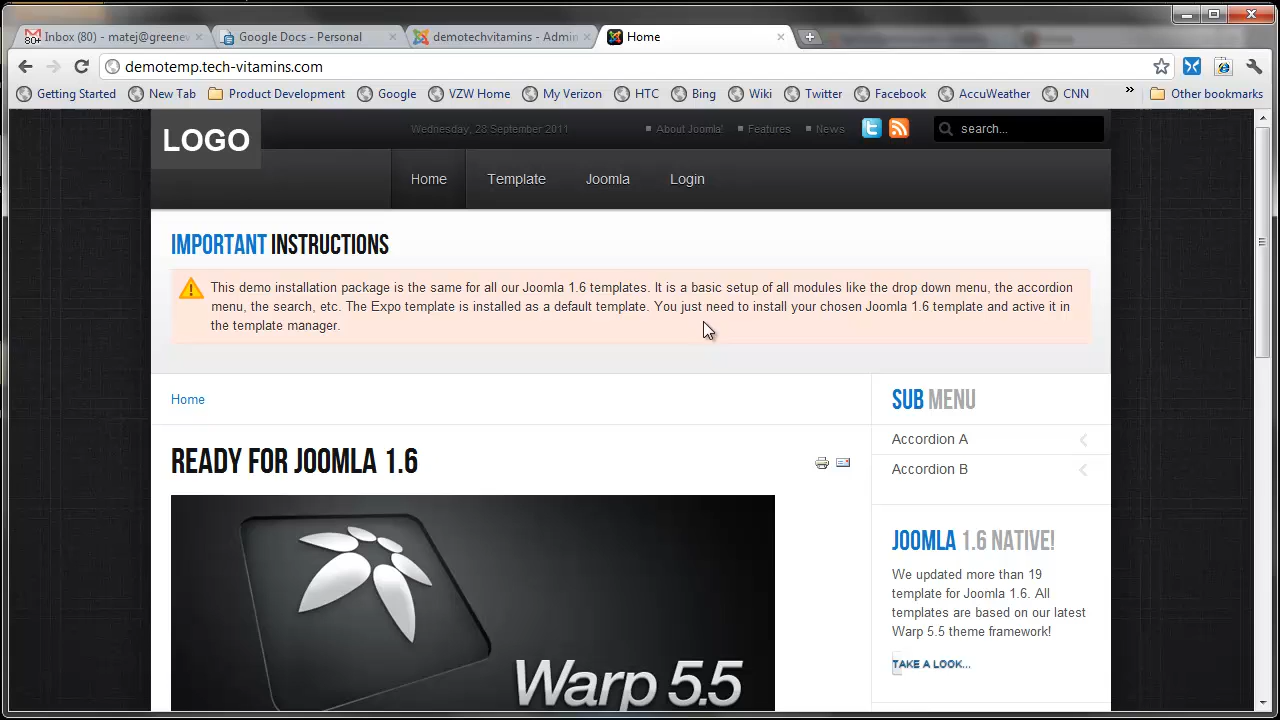 Inbox (80) - matej@greene
80+
Google Docs - Personal
demotechvitamins - Admin
Home
demotemp.tech-vitamins.com
Getting Started
New Tab
Product Development
Google
VZW Home
My Verizon
HTC
Bing
Wiki
Twitter
Facebook
AccuWeather
CNN
»
Other bookmarks
LOGO
Wednesday, 28 September 2011
About Joomla!
Features
News
search...
Home
Template
Joomla
Login
IMPORTANT INSTRUCTIONS
This demo installation package is the same for all our Joomla 1.6 templates. It is a basic setup of all modules like the drop down menu, the accordion
menu, the search, etc. The Expo template is installed as a default template. You just need to install your chosen Joomla 1.6 template and active it in
the template manager.
Home
READY FOR JOOMLA 1.6
Warp 5.5
SUB MENU
Accordion A
Accordion B
JOOMLA 1.6 NATIVE!
We updated more than 19
template for Joomla 1.6. All
templates are based on our latest
Warp 5.5 theme framework!
TAKE A LOOK...